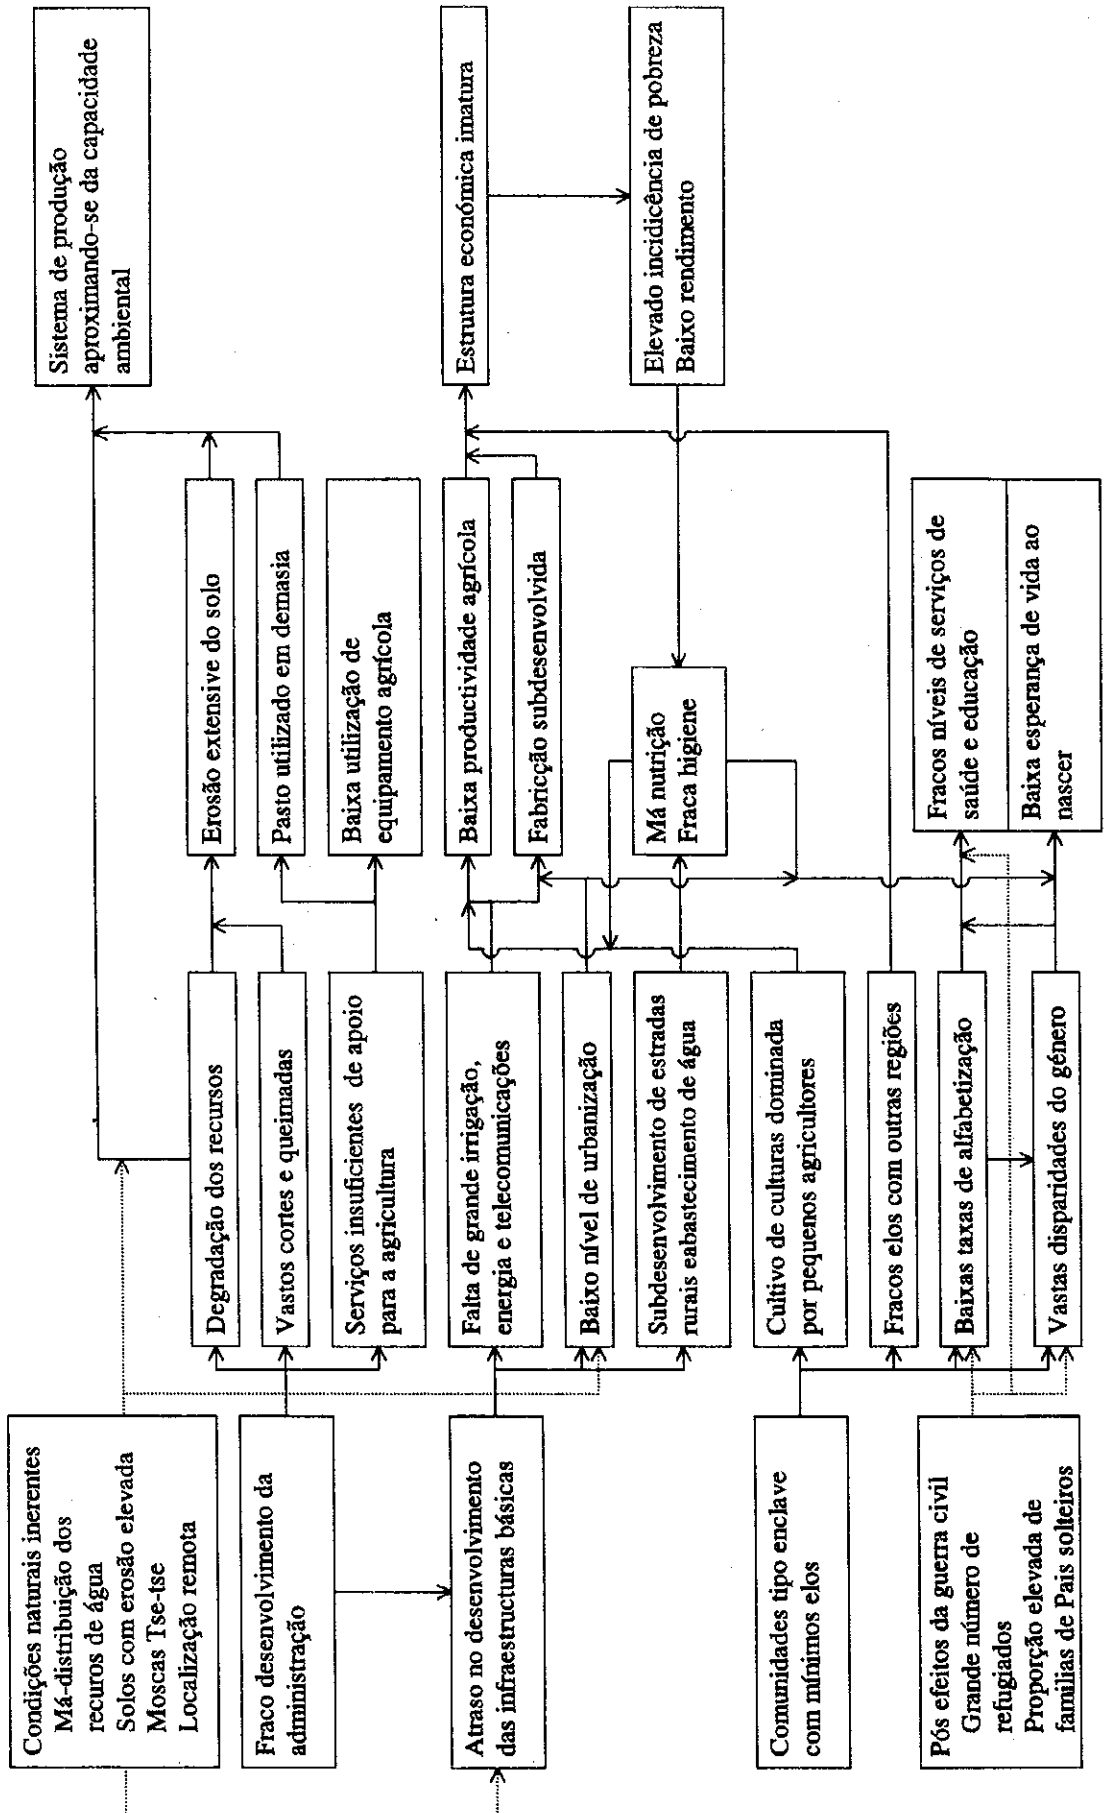 Condições naturais inerentes
Má-distribuição dos
recuros de água
Solos com erosão elevada
Moscas Tse-tse
Localização remota
Fraco desenvolvimento da
administração
Atraso no desenvolvimento
das infraestructuras básicas
Comunidades tipo enclave
com mínimos elos
Pós efeitos da guerra civil
Grande número de
refugiados
Proporção elevada de
familias de Pais solteiros
Degradação dos recursos
Vastos cortes e queimadas
Serviços insuficientes de apoio
para a agricultura
Falta de grande irrigação,
energia e telecomunicações
Baixo nível de urbanização
Subdesenvolvimento de estradas
rurais eabastecimento de água
Cultivo de culturas dominada
por pequenos agricultores
Fracos elos com outras regiões
Baixas taxas de alfabetização
Vastas disparidades do género
Erosão extensive do solo
Pasto utilizado em demasia
Baixa utilização de
equipamento agrícola
Baixa productividade agrícola
Fabricção subdesenvolvida
Má nutrição
Fraca higiene
Fracos níveis de serviços de
saúde e educação
Baixa esperança de vida ao
nascer
Sistema de produção
aproximando-se da capacidade
ambiental
Estrutura económica imatura
Elevado incidicência de pobreza
Baixo rendimento